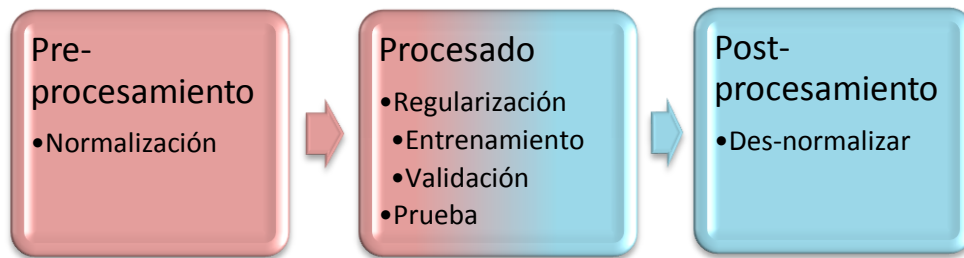 Pre-
procesamiento
•Normalización
Procesado
•Regularización
•Entrenamiento
•Validación
•Prueba
Post-
procesamiento
•Des-normalizar